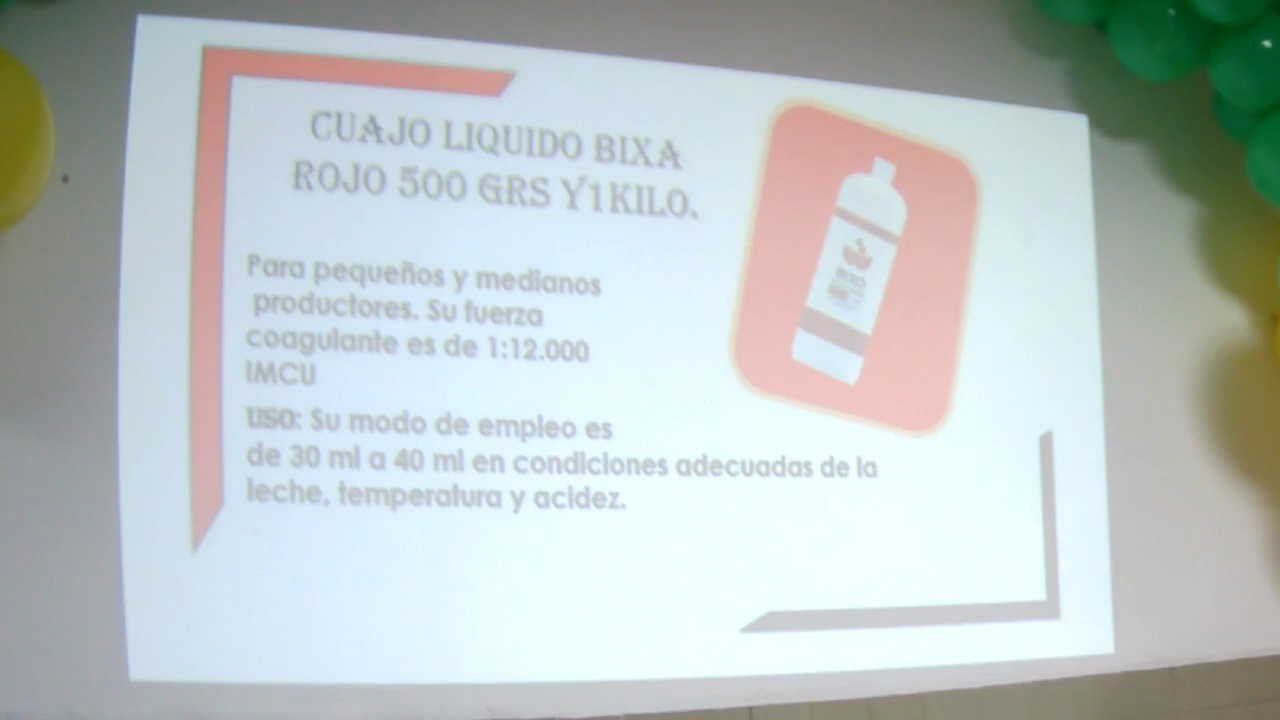 CUAJO LIQUIDO BIXA
ROJO 500 GRS Y1KILO.
Para pequeños y medianos
productores. Su fuerza
coagulante es de 1:12.000
IMCU
USO: Su modo de empleo es
de 30 ml a 40 ml en condiciones adecuadas de la
leche, temperatura y acidez.